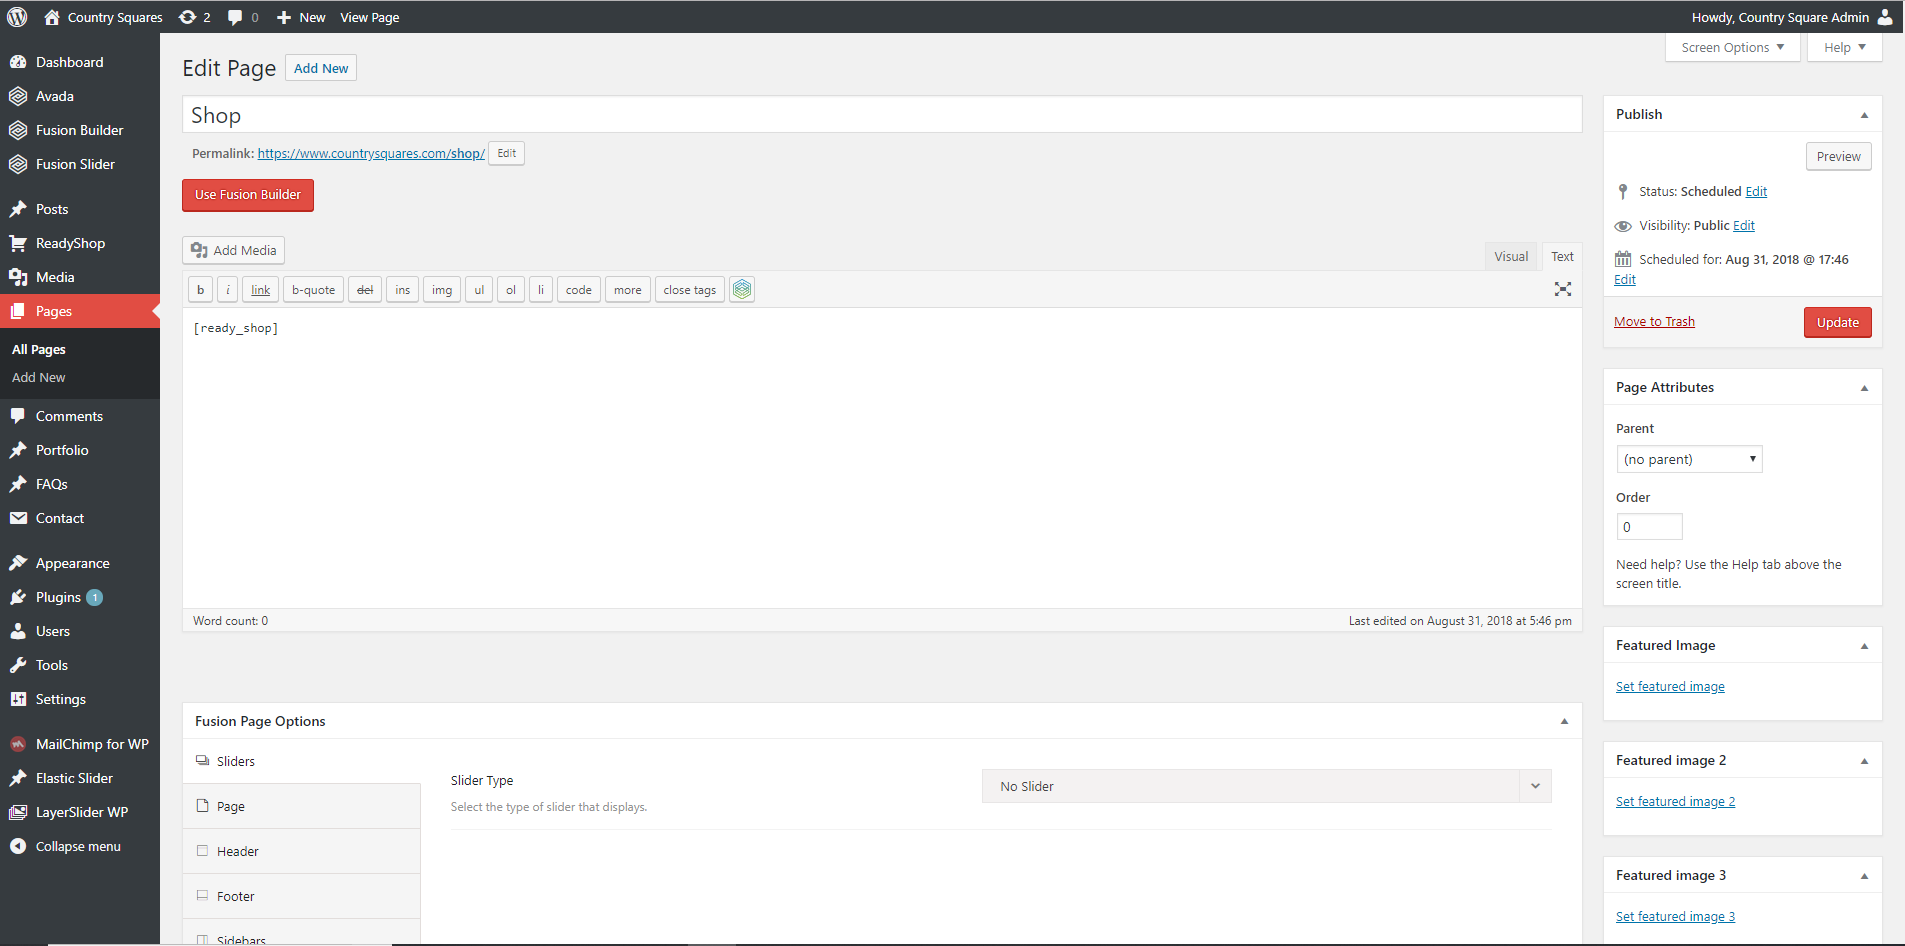 Country Squares 2 0 New View Page Howdy, Country Square Admin
Screen Options Help
Dashboard
Avada
Fusion Builder
Fusion Slider
Posts
ReadyShop
Media
Pages
All Pages
Add New
Comments
Portfolio
FAQs
Contact
Appearance
Plugins 1
Users
Tools
Settings
MailChimp for WP
Elastic Slider
LayerSlider WP
Collapse menu
Edit Page Add New
Shop
Permalink: https://www.countrysquares.com/shop/ Edit
Use Fusion Builder
Add Media
Visual Text
b i link b-quote del ins img ul ol li code more close tags
[ready_shop]
Word count: 0 Last edited on August 31, 2018 at 5:46 pm
Fusion Page Options
Sliders
Page
Header
Footer
Sidebars
Slider Type
Select the type of slider that displays.
No Slider
Publish
Preview
Status: Scheduled Edit
Visibility: Public Edit
Scheduled for: Aug 31, 2018 @ 17:46
Edit
Move to Trash Update
Page Attributes
Parent
(no parent)
Order
0
Need help? Use the Help tab above the
screen title.
Featured Image
Set featured image
Featured image 2
Set featured image 2
Featured image 3
Set featured image 3